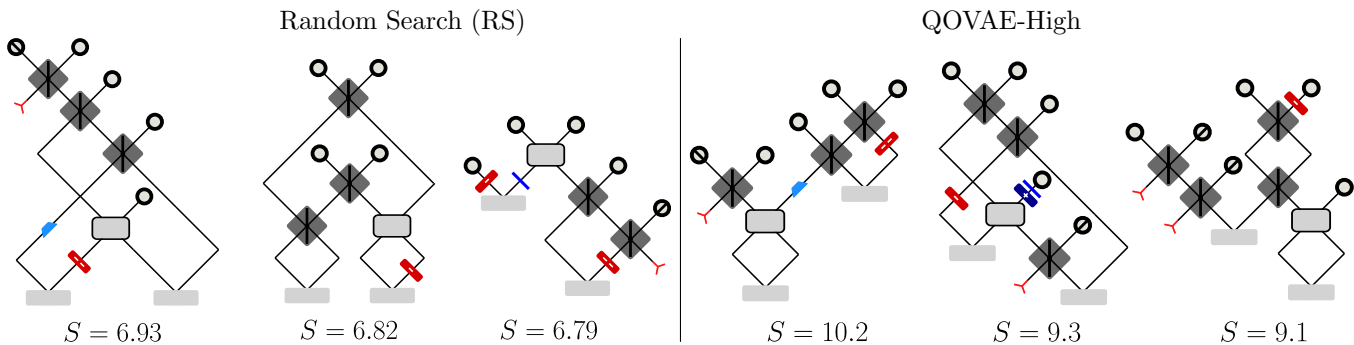 Random Search (RS)
QOVAE-High
S = 6.93
S = 6.82
S = 6.79
S = 10.2
S = 9.3
S = 9.1